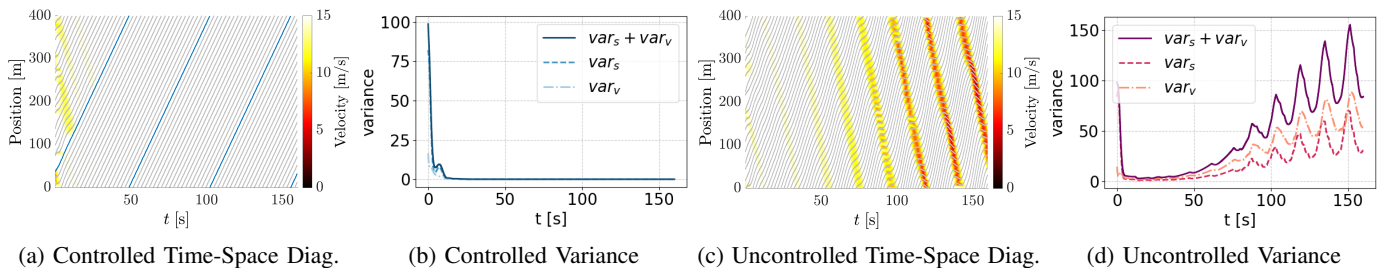 400
300
200
100
0
Position [m]
0
50
100
150
t [s]
15
10
5
0
Velocity [m/s]
(a) Controlled Time-Space Diag.
100
75
50
25
0
variance
0
50
100
150
t [s]
var_s + var_v
var_s
var_v
(b) Controlled Variance
400
300
200
100
0
Position [m]
0
50
100
150
t [s]
15
10
5
0
Velocity [m/s]
(c) Uncontrolled Time-Space Diag.
150
100
50
0
variance
0
50
100
150
t [s]
var_s + var_v
var_s
var_v
(d) Uncontrolled Variance